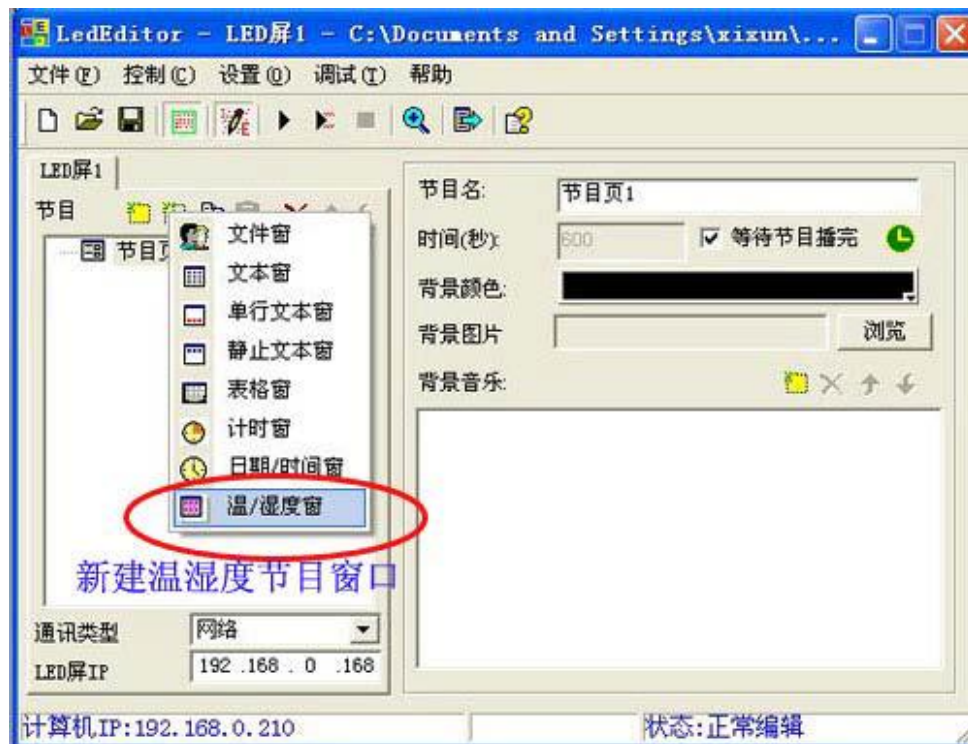 LedEditor - LED屏1 - C:\Documents and Settings\xixun\...
文件(F) 控制(C) 设置(O) 调试(T) 帮助
LED屏1
节目
节目页
文件窗
文本窗
单行文本窗
静止文本窗
表格窗
计时窗
日期/时间窗
温/湿度窗
新建温湿度节目窗口
通讯类型 网络
LED屏IP 192 .168 . 0 .168
节目名: 节目页1
时间(秒): 600 等待节目播完
背景颜色:
背景图片 浏览
背景音乐:
计算机IP:192.168.0.210 状态:正常编辑